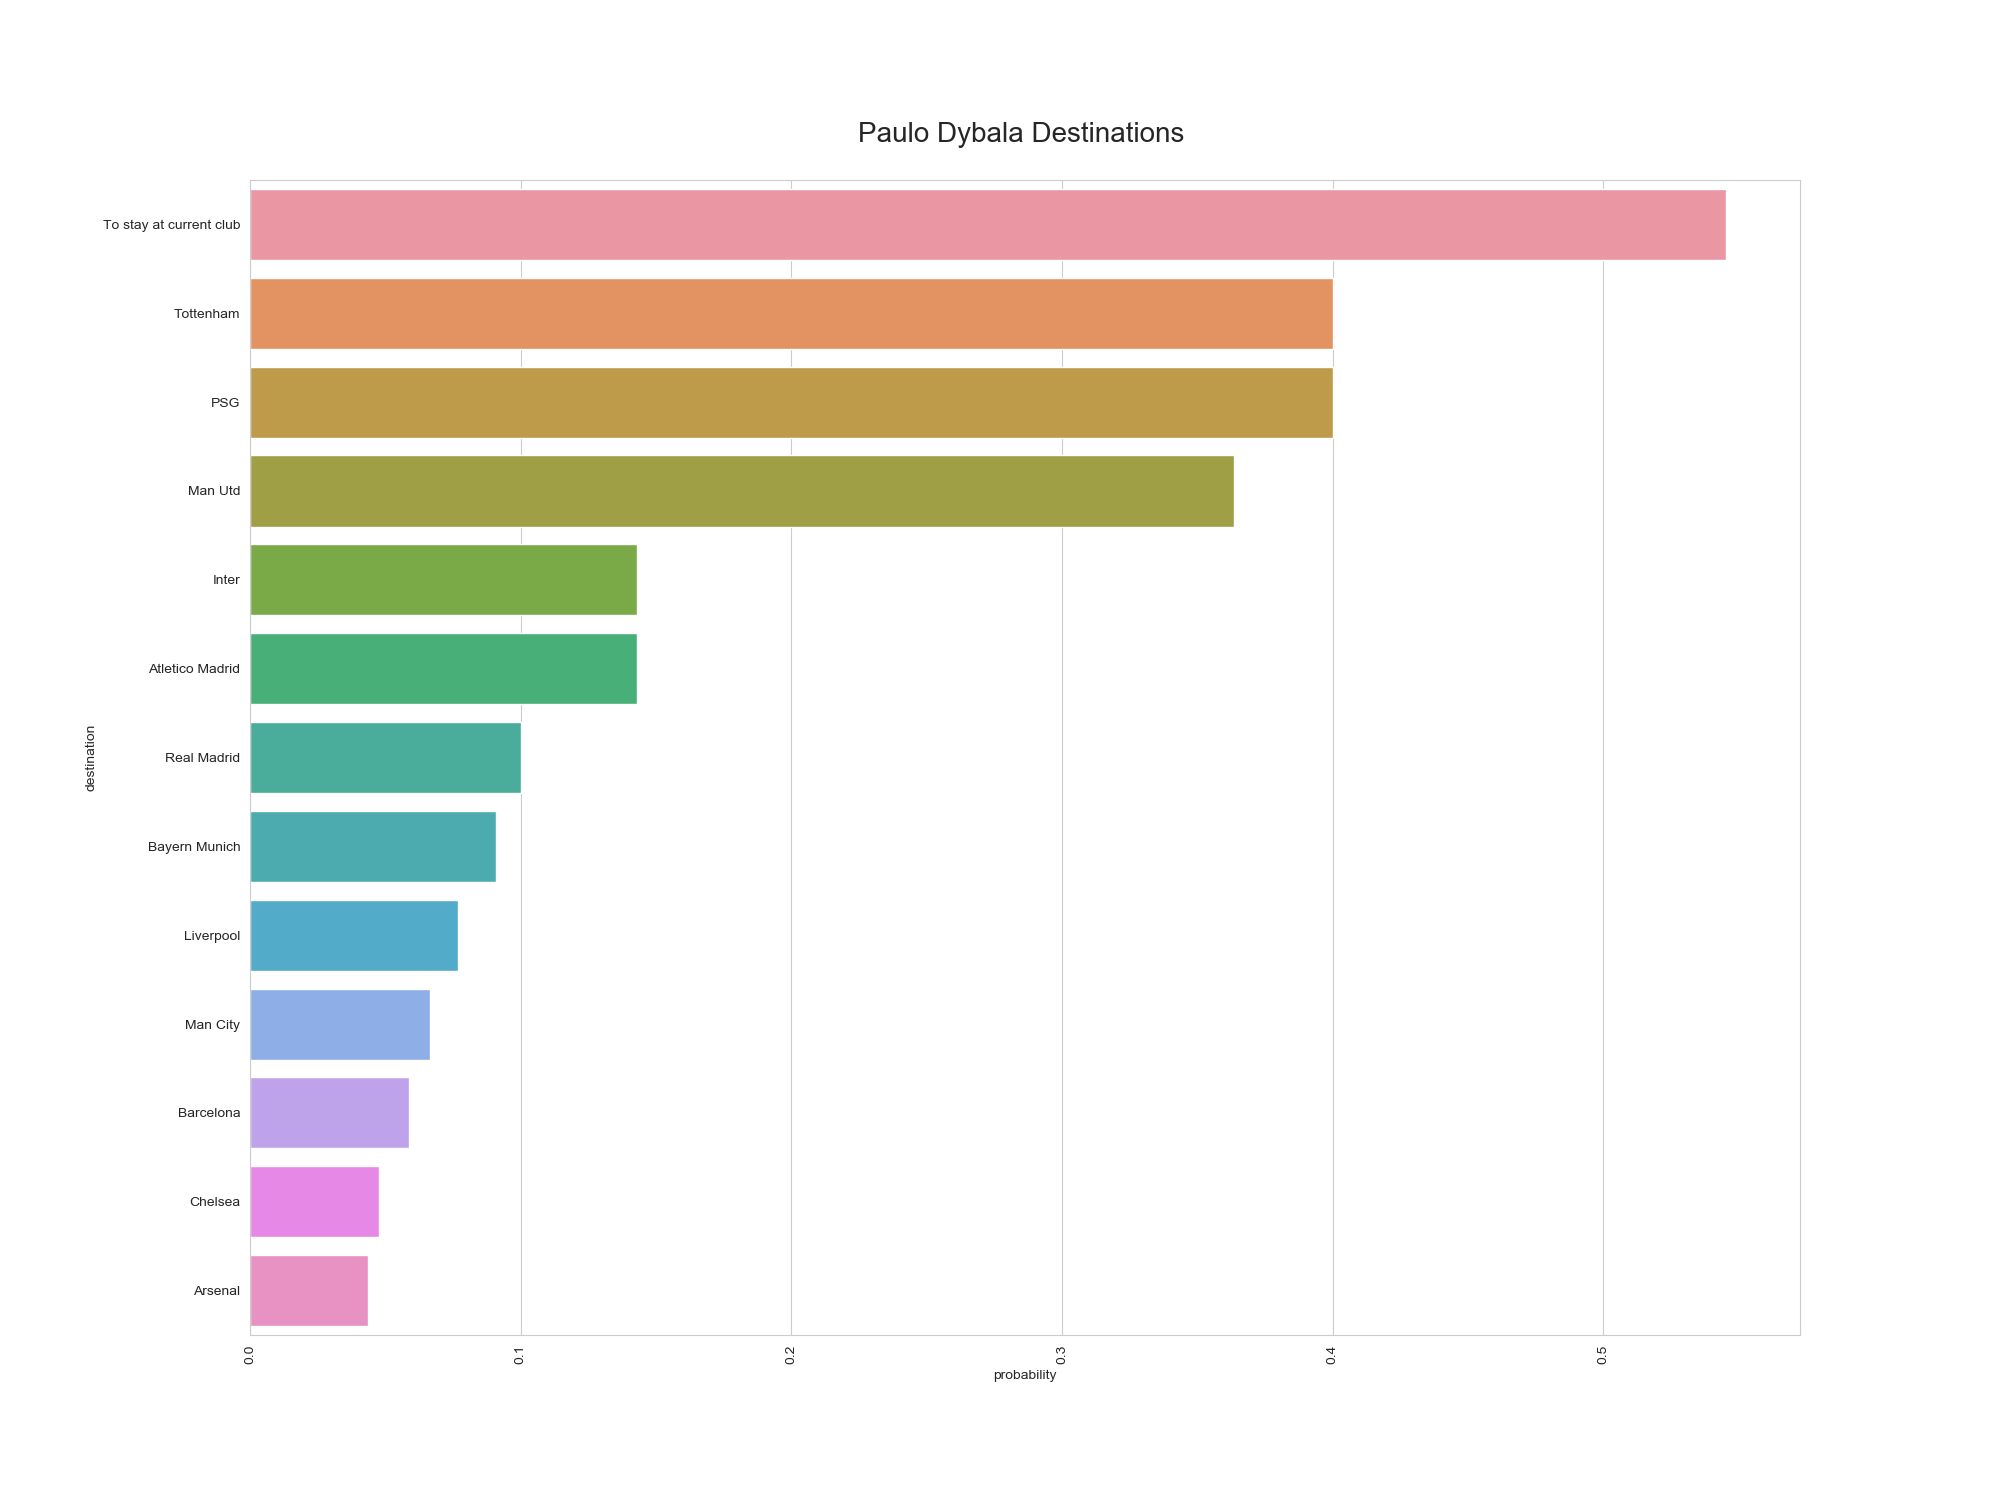 Paulo Dybala Destinations
To stay at current club
Tottenham
PSG
Man Utd
Inter
Atletico Madrid
Real Madrid
Bayern Munich
Liverpool
Man City
Barcelona
Chelsea
Arsenal
destination
0.0 0.1 0.2 0.3 0.4 0.5
probability